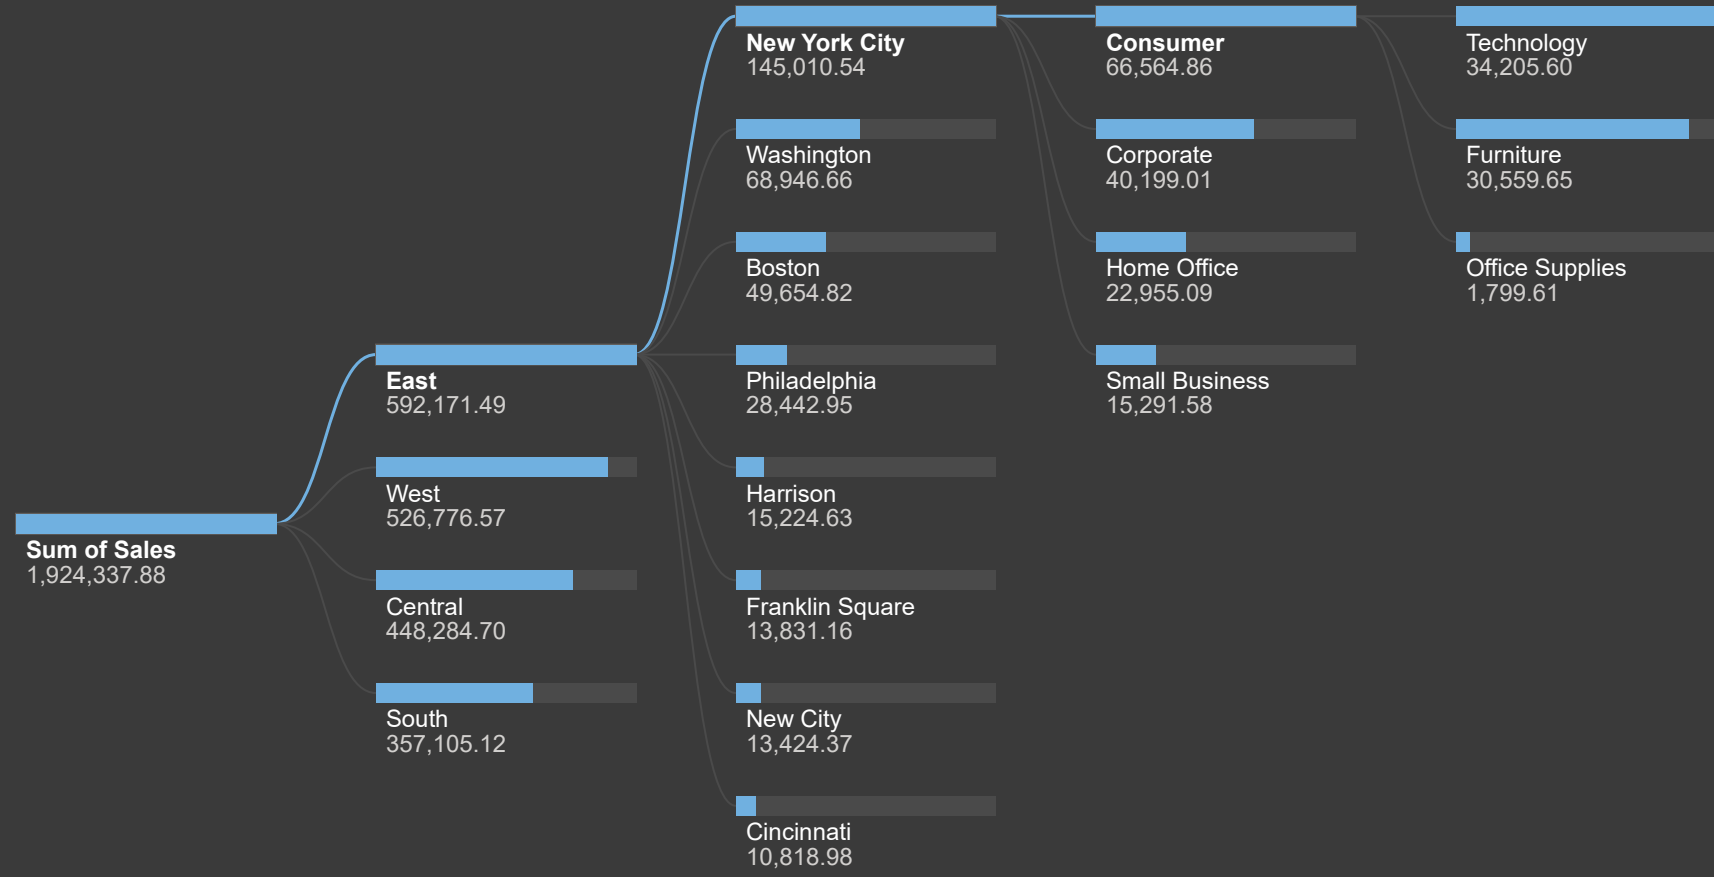 Sum of Sales
1,924,337.88
East
592,171.49
West
526,776.57
Central
448,284.70
South
357,105.12
New York City
145,010.54
Washington
68,946.66
Boston
49,654.82
Philadelphia
28,442.95
Harrison
15,224.63
Franklin Square
13,831.16
New City
13,424.37
Cincinnati
10,818.98
Consumer
66,564.86
Corporate
40,199.01
Home Office
22,955.09
Small Business
15,291.58
Technology
34,205.60
Furniture
30,559.65
Office Supplies
1,799.61